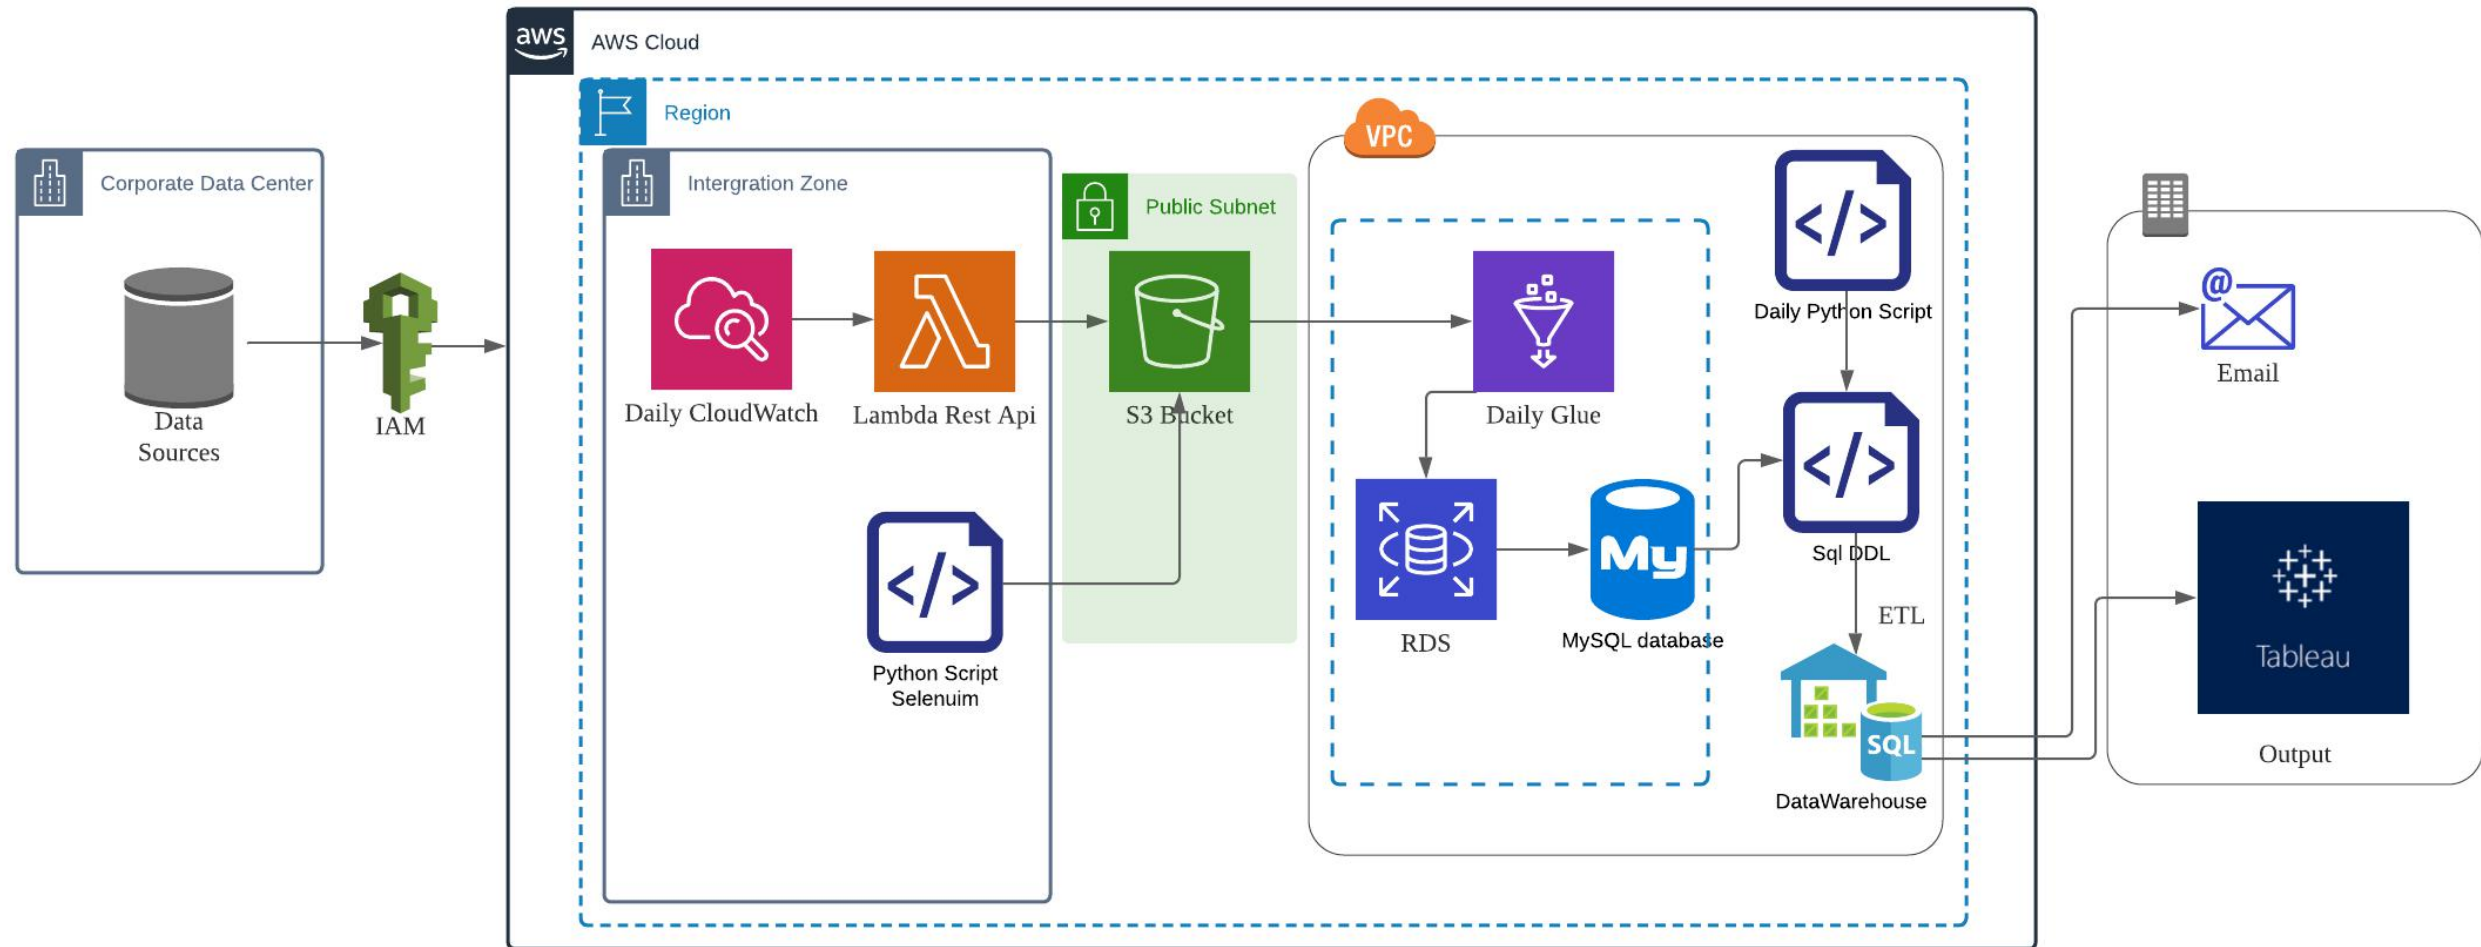 aws
AWS Cloud
Region
VPC
Corporate Data Center
Intergration Zone
Public Subnet
Data
Sources
IAM
Daily CloudWatch
Lambda Rest Api
S3 Bucket
Daily Glue
</>
Daily Python Script
</>
Sql DDL
</>
Python Script
Selenuim
RDS
My
MySQL database
ETL
SQL
DataWarehouse
@
Email
Tableau
Output